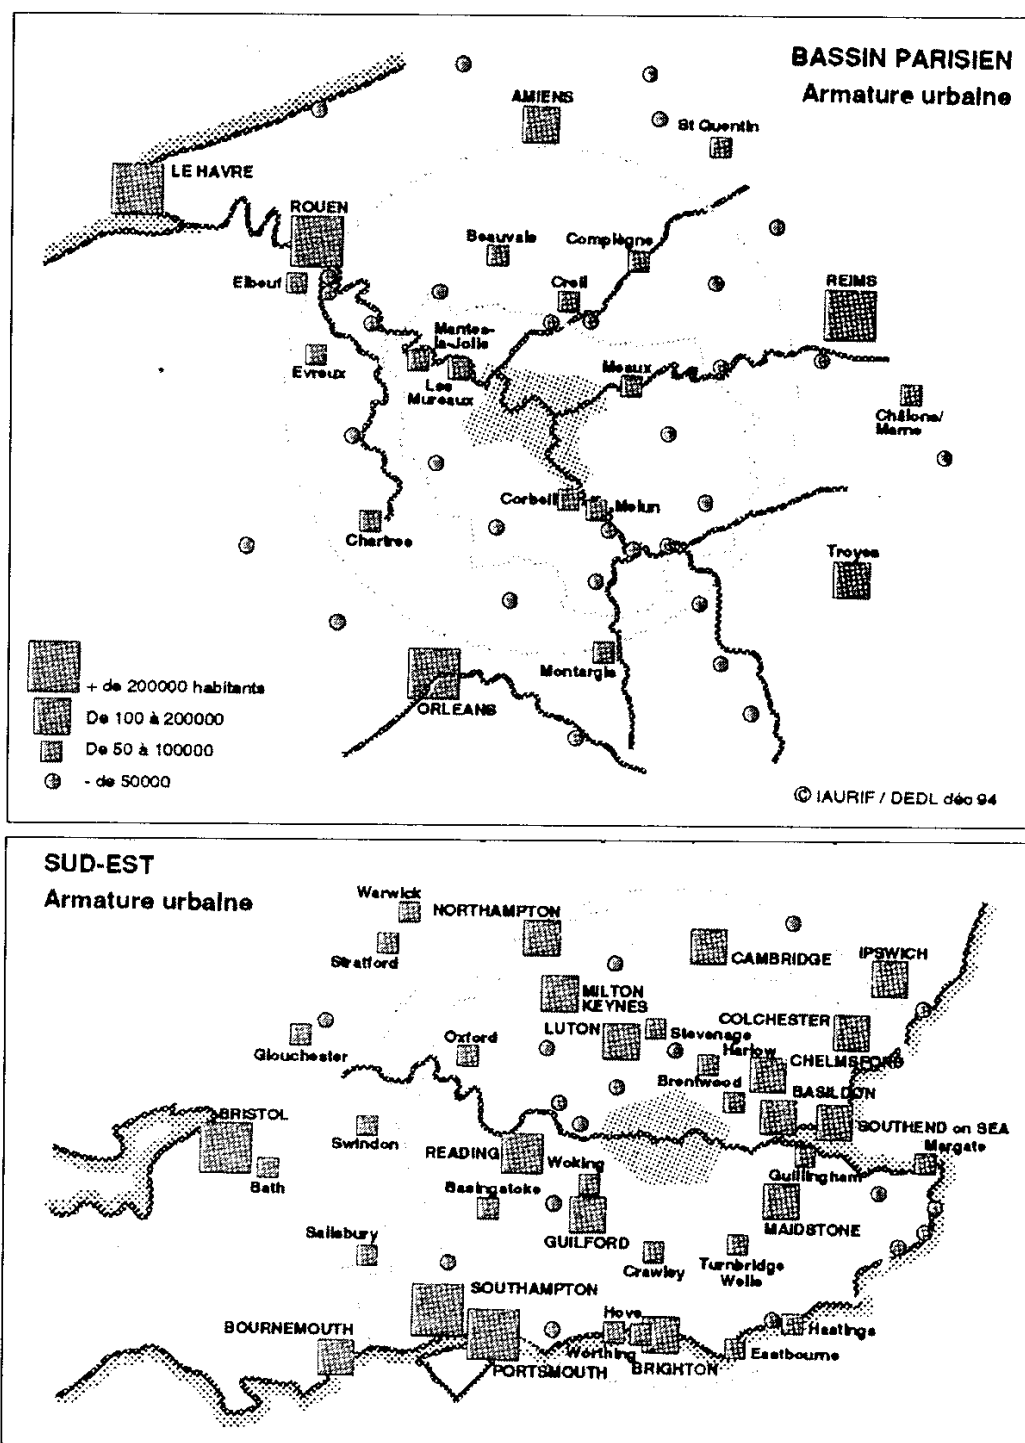 BASSIN PARISIEN
Armature urbaine
AMIENS
St Quentin
LE HAVRE
ROUEN
Beauvais
Compiègne
Elbeuf
Creil
REIMS
Mantes-
la-Jolie
Evreux
Les
Mureaux
Meaux
Châlons/
Marne
Corbeil
Melun
Chartres
Troyes
Montargis
ORLEANS
+ de 200000 habitants
De 100 à 200000
De 50 à 100000
- de 50000
© IAURIF / DEDL déc 94
SUD-EST
Armature urbaine
Warwick
NORTHAMPTON
Stratford
CAMBRIDGE
IPSWICH
MILTON
KEYNES
COLCHESTER
LUTON
Stevenage
Glouchester
Oxford
Harlow
CHELMSFORD
Brentwood
BASILDON
BRISTOL
SOUTHEND on SEA
Swindon
READING
Woking
Margate
Bath
Guillingham
Basingstoke
MAIDSTONE
Salisbury
GUILFORD
Crawley
Turnbridge
Wells
SOUTHAMPTON
BOURNEMOUTH
Hove
Hastings
Worthing
Eastbourne
PORTSMOUTH
BRIGHTON